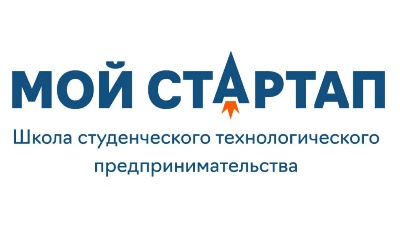 МОЙ СТАРТАП
Школа студенческого технологического
предпринимательства